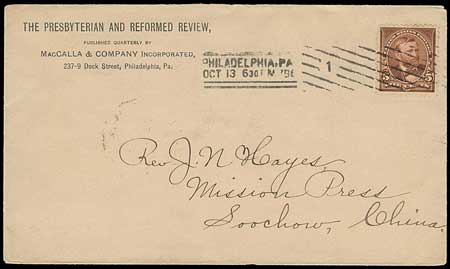 THE PRESBYTERIAN AND REFORMED REVIEW,
PUBLISHED QUARTERLY BY
MACCALLA & COMPANY INCORPORATED,
237-9 Dock Street, Philadelphia, Pa.
PHILADELPHIA, PA
OCT 13 630 PM '98
1
Rev J. N. Hayes,
Mission Press
Soochow, China.